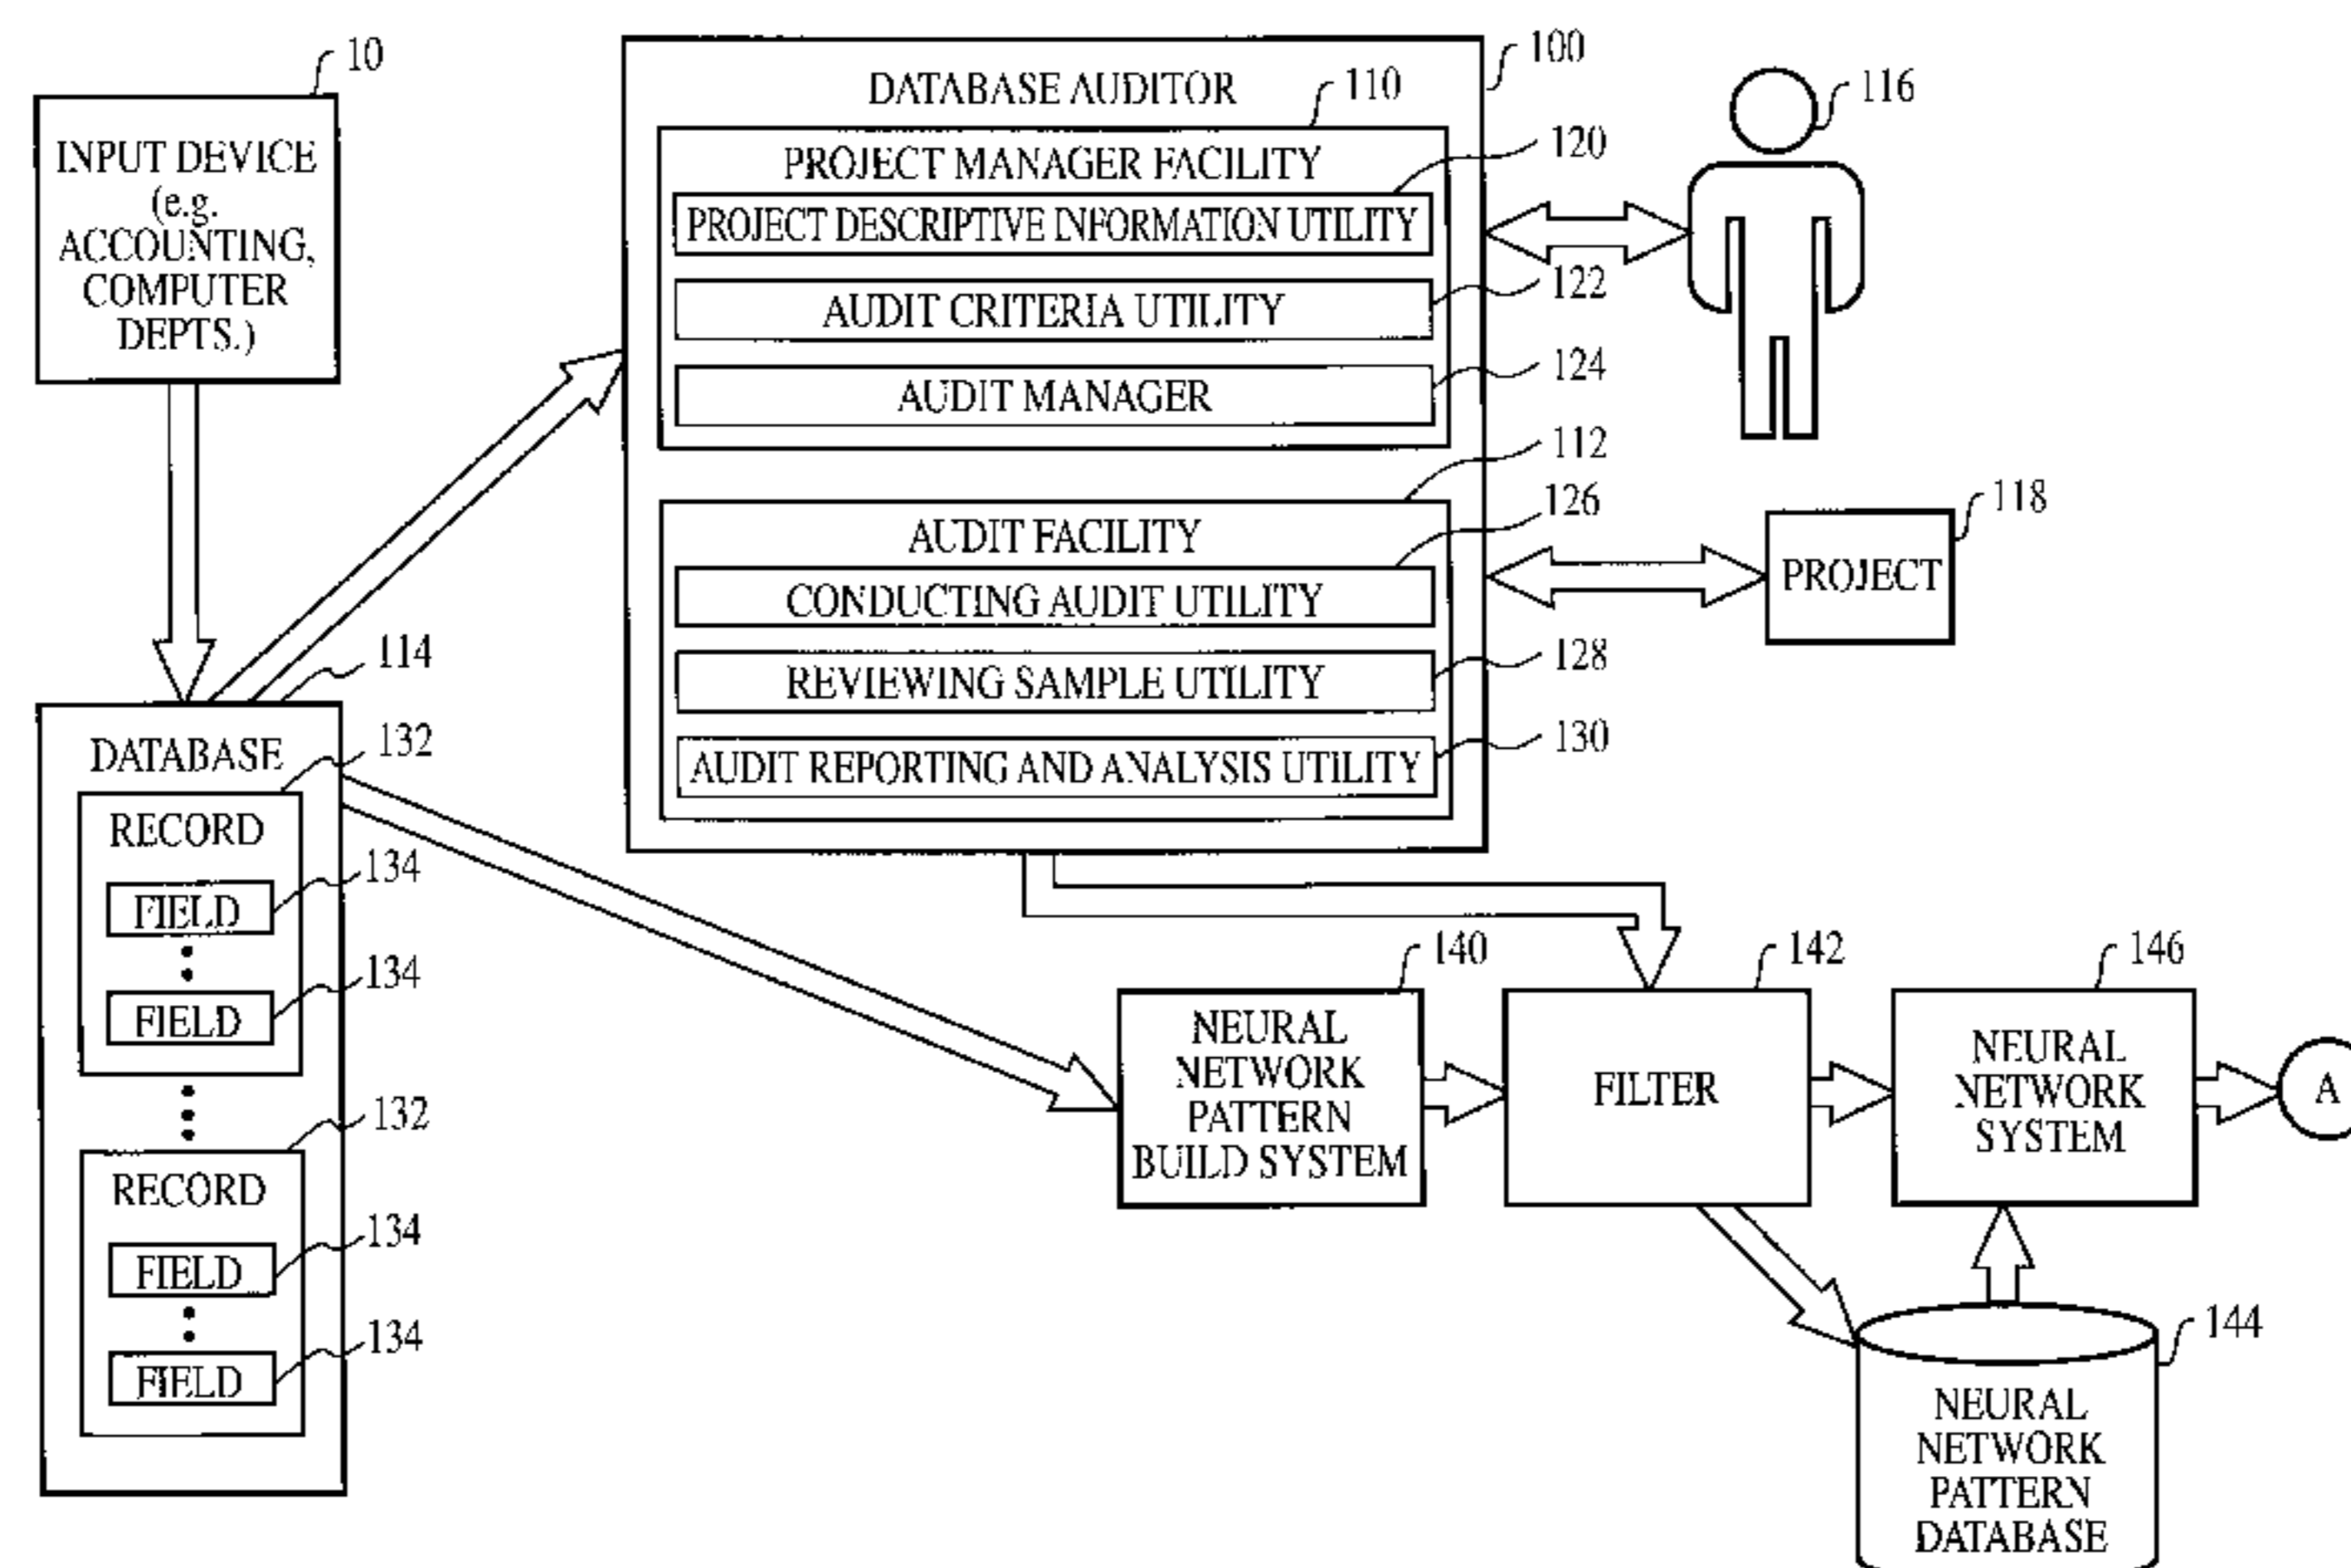 10
INPUT DEVICE
(e.g.
ACCOUNTING,
COMPUTER
DEPTS.)
100
DATABASE AUDITOR
110
PROJECT MANAGER FACILITY
120
PROJECT DESCRIPTIVE INFORMATION UTILITY
122
AUDIT CRITERIA UTILITY
124
AUDIT MANAGER
112
AUDIT FACILITY
126
CONDUCTING AUDIT UTILITY
128
REVIEWING SAMPLE UTILITY
130
AUDIT REPORTING AND ANALYSIS UTILITY
116
118
PROJECT
114
DATABASE
132
RECORD
134
FIELD
134
FIELD
132
RECORD
134
FIELD
134
FIELD
140
NEURAL
NETWORK
PATTERN
BUILD SYSTEM
142
FILTER
146
NEURAL
NETWORK
SYSTEM
A
144
NEURAL
NETWORK
PATTERN
DATABASE